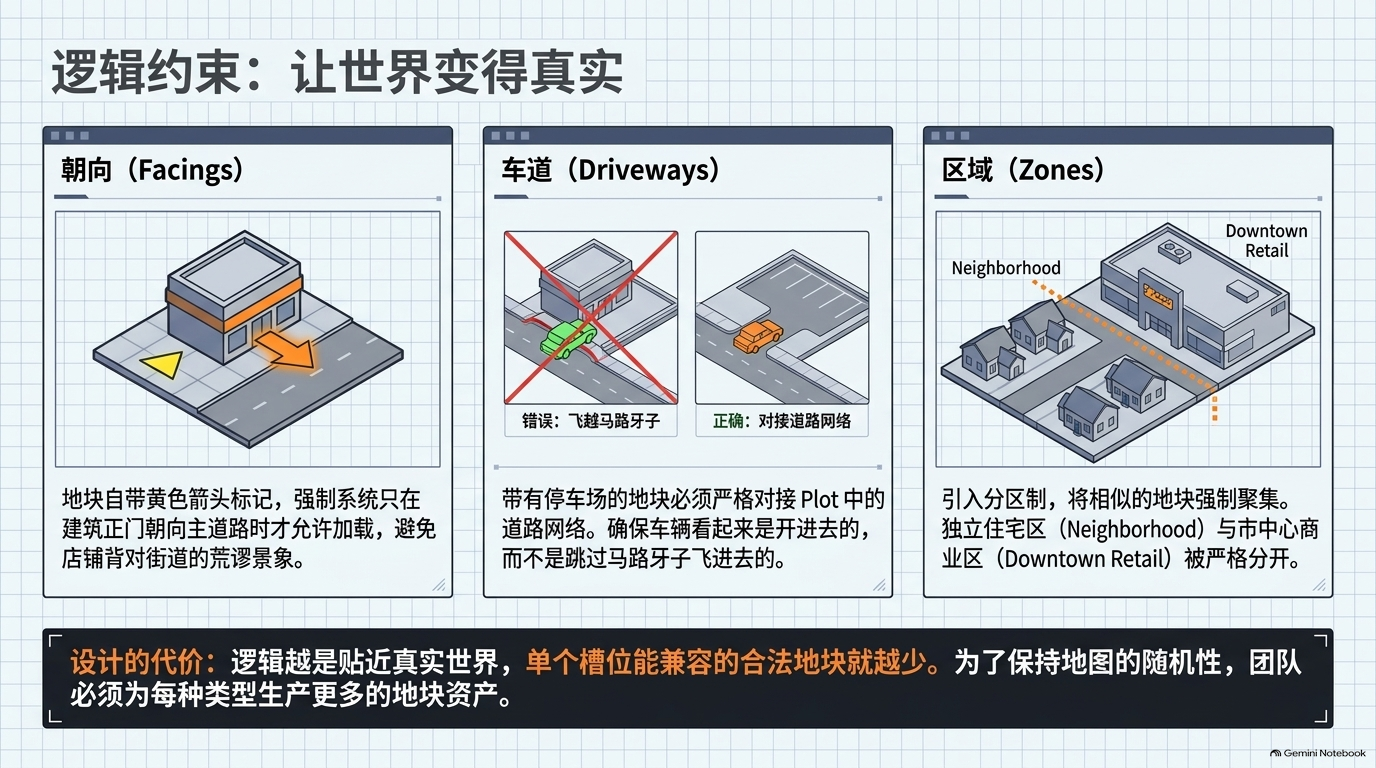 逻辑约束：让世界变得真实
朝向（Facings）
地块自带黄色箭头标记，强制系统只在
建筑正门朝向主道路时才允许加载，避免
店铺背对街道的荒谬景象。
车道（Driveways）
错误：飞越马路牙子
正确：对接道路网络
带有停车场的地块必须严格对接 Plot 中的
道路网络。确保车辆看起来是开进去的，
而不是跳过马路牙子飞进去的。
区域（Zones）
Neighborhood
Downtown
Retail
引入分区制，将相似的地块强制聚集。
独立住宅区（Neighborhood）与市中心商
业区（Downtown Retail）被严格分开。
设计的代价：逻辑越是贴近真实世界，单个槽位能兼容的合法地块就越少。为了保持地图的随机性，团队
必须为每种类型生产更多的地块资产。
Gemini Notebook